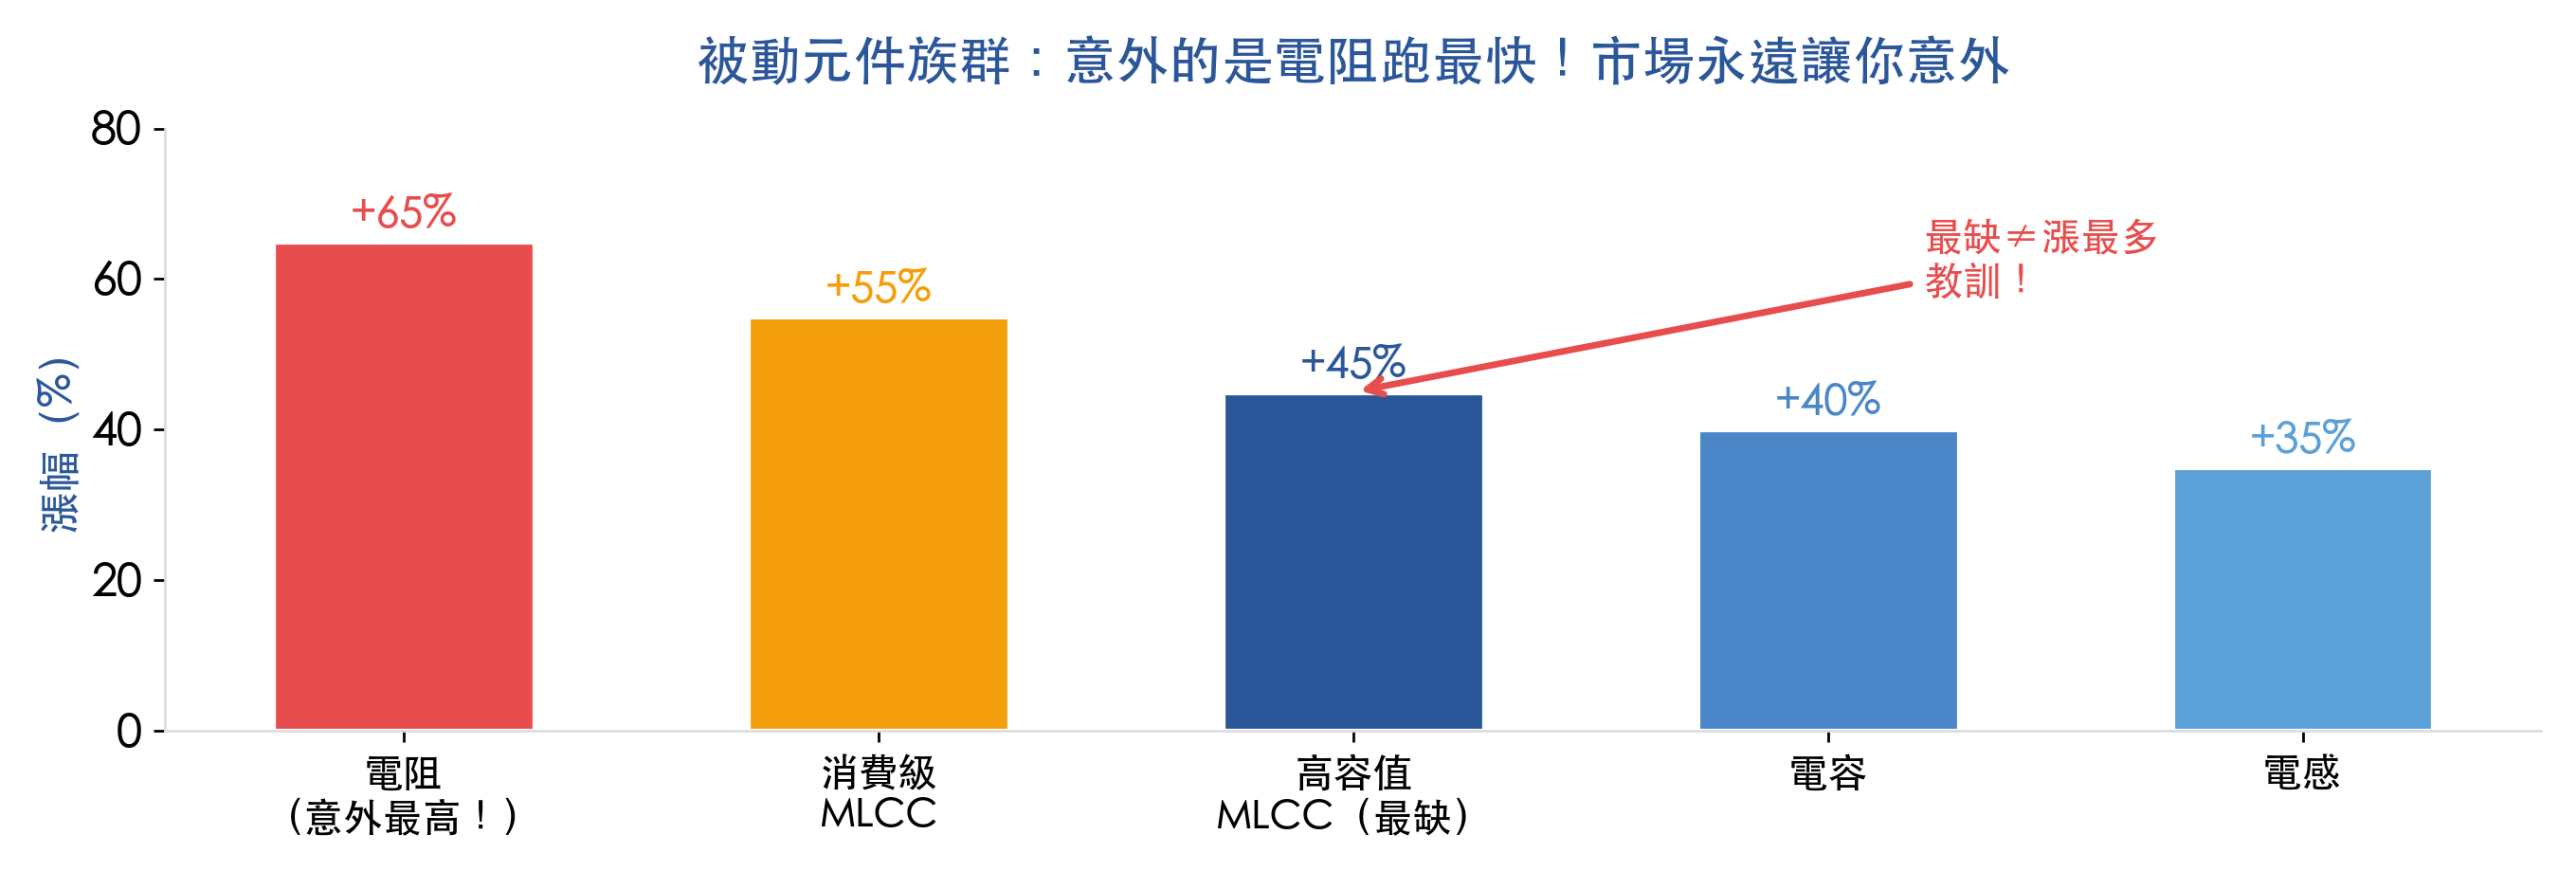 被動元件族群：意外的是電阻跑最快！市場永遠讓你意外
漲幅（%）
80
60
40
20
0
+65%
+55%
+45%
+40%
+35%
最缺≠漲最多
教訓！
電阻
（意外最高！）
消費級
MLCC
高容值
MLCC（最缺）
電容
電感